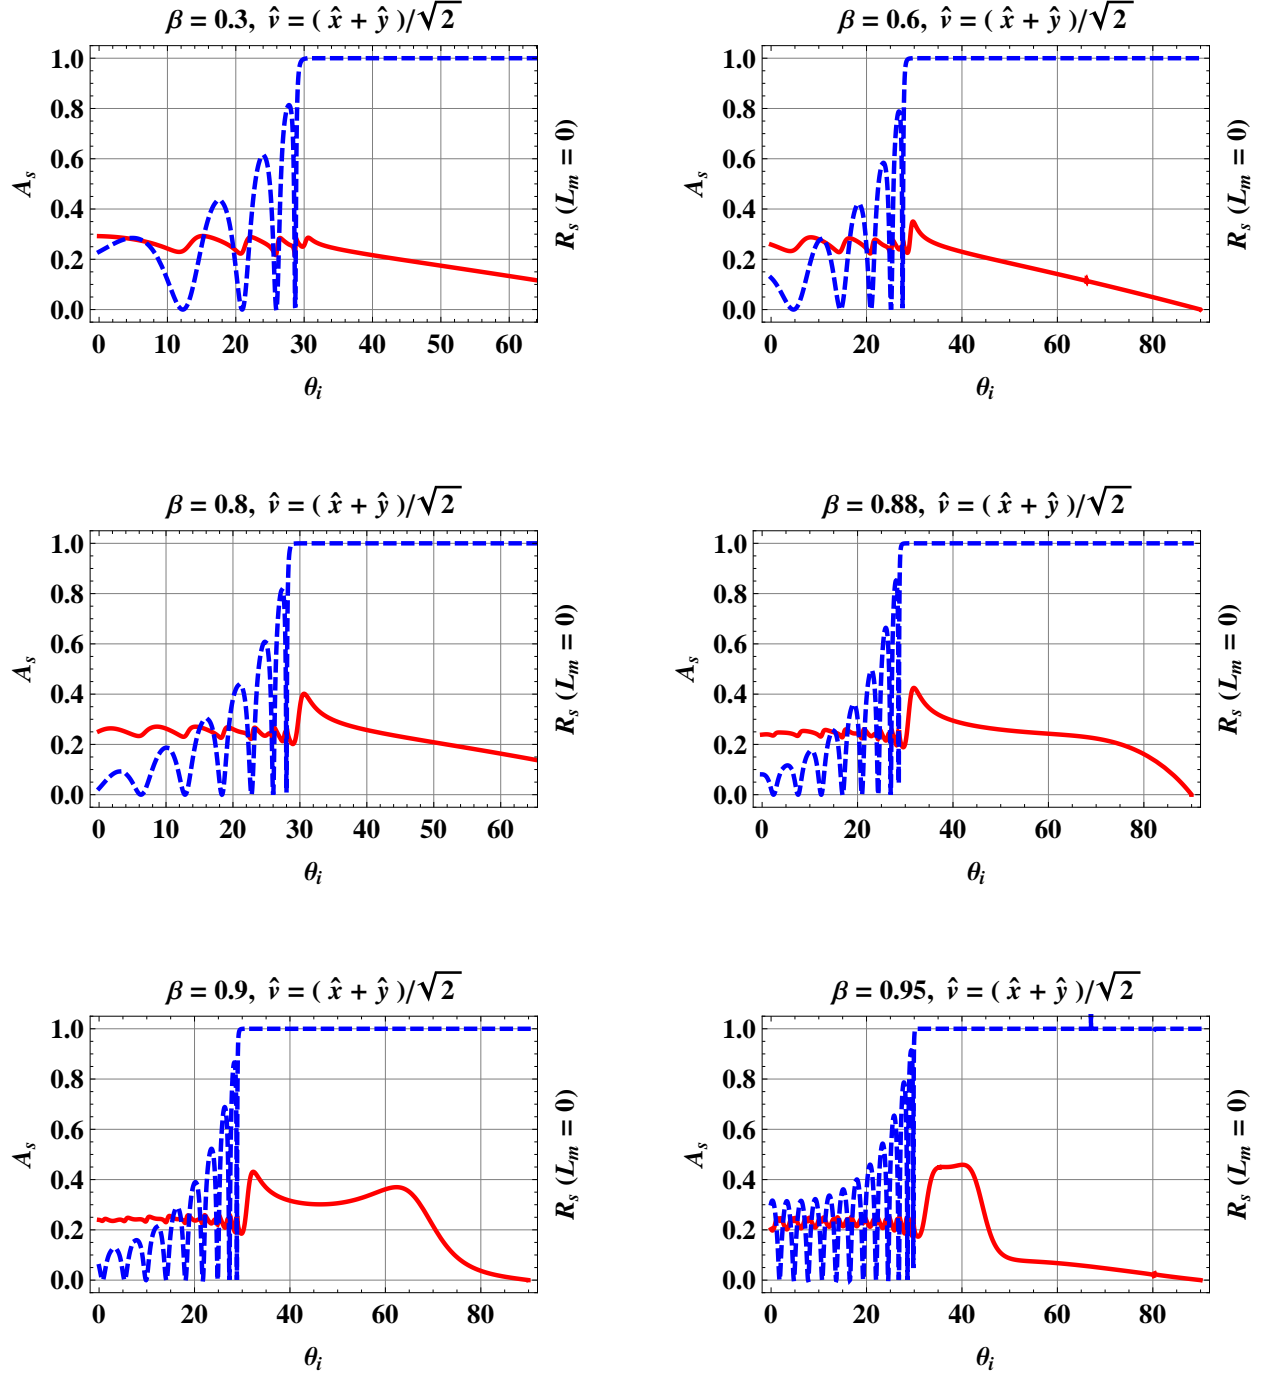 β = 0.3, v̂ = ( x̂ + ŷ )/√2
1.0
0.8
0.6
0.4
0.2
0.0
A_s
R_s (L_m = 0)
0 10 20 30 40 50 60
θ_i
β = 0.6, v̂ = ( x̂ + ŷ )/√2
1.0
0.8
0.6
0.4
0.2
0.0
A_s
R_s (L_m = 0)
0 20 40 60 80
θ_i
β = 0.8, v̂ = ( x̂ + ŷ )/√2
1.0
0.8
0.6
0.4
0.2
0.0
A_s
R_s (L_m = 0)
0 10 20 30 40 50 60
θ_i
β = 0.88, v̂ = ( x̂ + ŷ )/√2
1.0
0.8
0.6
0.4
0.2
0.0
A_s
R_s (L_m = 0)
0 20 40 60 80
θ_i
β = 0.9, v̂ = ( x̂ + ŷ )/√2
1.0
0.8
0.6
0.4
0.2
0.0
A_s
R_s (L_m = 0)
0 20 40 60 80
θ_i
β = 0.95, v̂ = ( x̂ + ŷ )/√2
1.0
0.8
0.6
0.4
0.2
0.0
A_s
R_s (L_m = 0)
0 20 40 60 80
θ_i